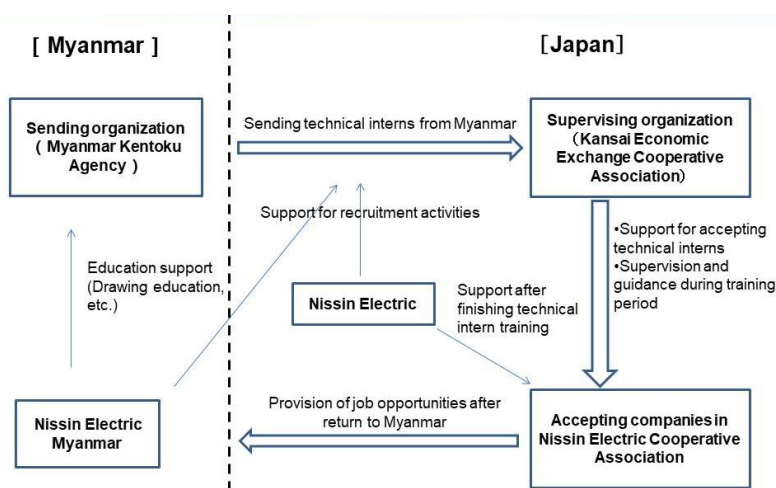 [ Myanmar ]
[Japan]
Sending organization
( Myanmar Kentoku
Agency )
Sending technical interns from Myanmar
Supervising organization
(Kansai Economic
Exchange Cooperative
Association)
Support for recruitment activities
•Support for accepting
technical interns
•Supervision and
guidance during training
period
Education support
(Drawing education,
etc.)
Nissin Electric
Support after
finishing technical
intern training
Nissin Electric
Myanmar
Provision of job opportunities after
return to Myanmar
Accepting companies in
Nissin Electric Cooperative
Association